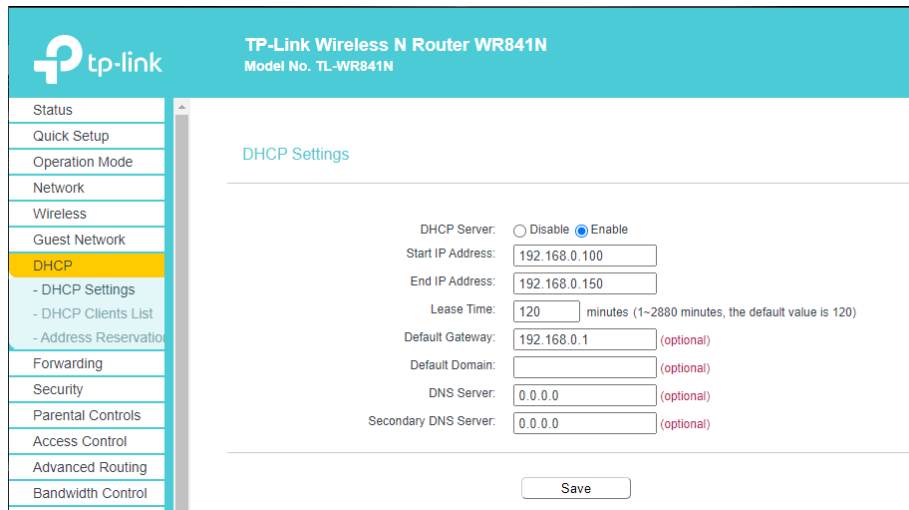 tp-link
TP-Link Wireless N Router WR841N
Model No. TL-WR841N
Status
Quick Setup
Operation Mode
Network
Wireless
Guest Network
DHCP
- DHCP Settings
- DHCP Clients List
- Address Reservation
Forwarding
Security
Parental Controls
Access Control
Advanced Routing
Bandwidth Control
DHCP Settings
DHCP Server: Disable Enable
Start IP Address: 192.168.0.100
End IP Address: 192.168.0.150
Lease Time: 120 minutes (1~2880 minutes, the default value is 120)
Default Gateway: 192.168.0.1 (optional)
Default Domain: (optional)
DNS Server: 0.0.0.0 (optional)
Secondary DNS Server: 0.0.0.0 (optional)
Save